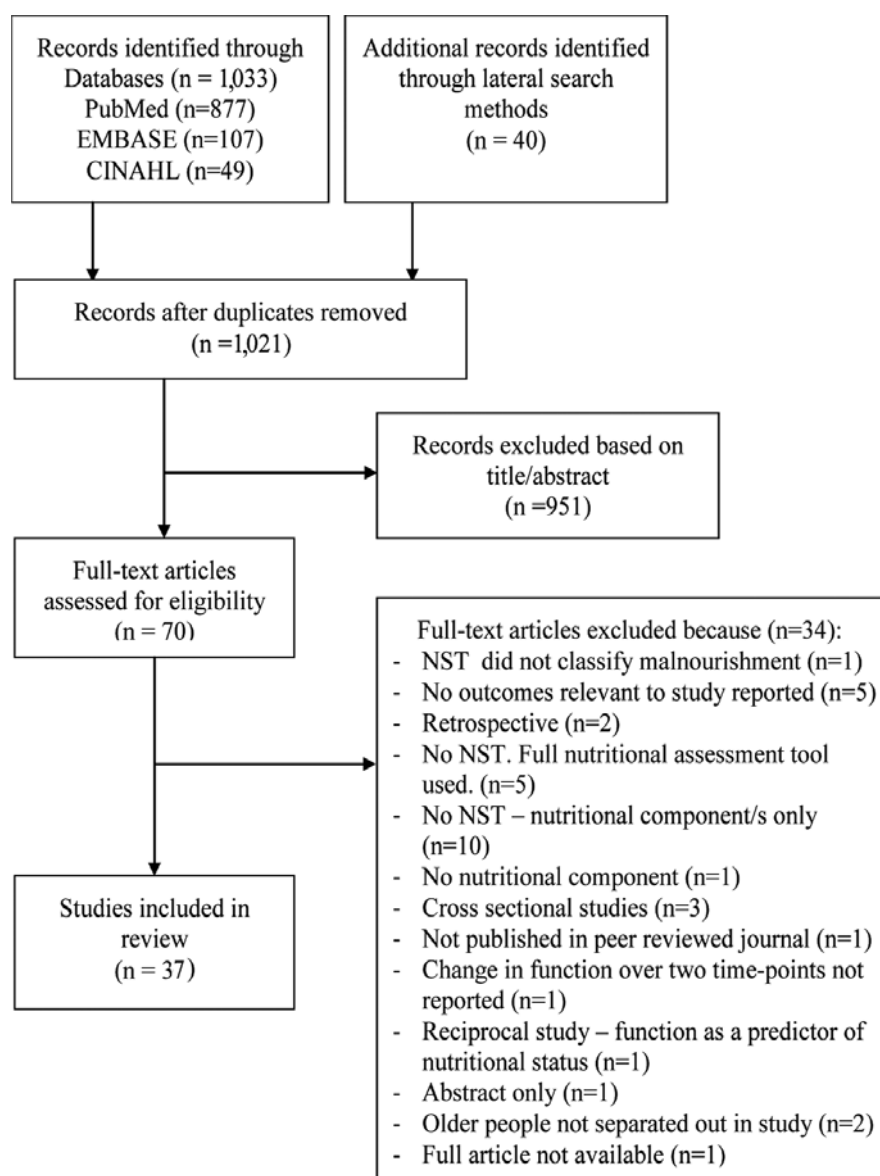 Records identified through
Databases (n = 1,033)
PubMed (n=877)
EMBASE (n=107)
CINAHL (n=49)
Additional records identified
through lateral search
methods
(n = 40)
Records after duplicates removed
(n =1,021)
Records excluded based on
title/abstract
(n =951)
Full-text articles
assessed for eligibility
(n = 70)
Full-text articles excluded because (n=34):
- NST did not classify malnourishment (n=1)
- No outcomes relevant to study reported (n=5)
- Retrospective (n=2)
- No NST. Full nutritional assessment tool
used. (n=5)
- No NST – nutritional component/s only
(n=10)
- No nutritional component (n=1)
- Cross sectional studies (n=3)
- Not published in peer reviewed journal (n=1)
- Change in function over two time-points not
reported (n=1)
- Reciprocal study – function as a predictor of
nutritional status (n=1)
- Abstract only (n=1)
- Older people not separated out in study (n=2)
- Full article not available (n=1)
Studies included in
review
(n = 37)